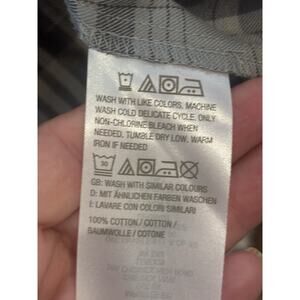 WASH WITH LIKE COLORS, MACHINE
WASH COLD DELICATE CYCLE, ONLY
NON-CHLORINE BLEACH WHEN
NEEDED, TUMBLE DRY LOW, WARM
IRON IF NEEDED
30
GB: WASH WITH SIMILAR COLOURS
D: MIT ÄHNLICHEN FARBEN WASCHEN
I: LAVARE CON COLORI SIMILARI
100% COTTON / COTTON /
BAUMWOLLE / COTONE